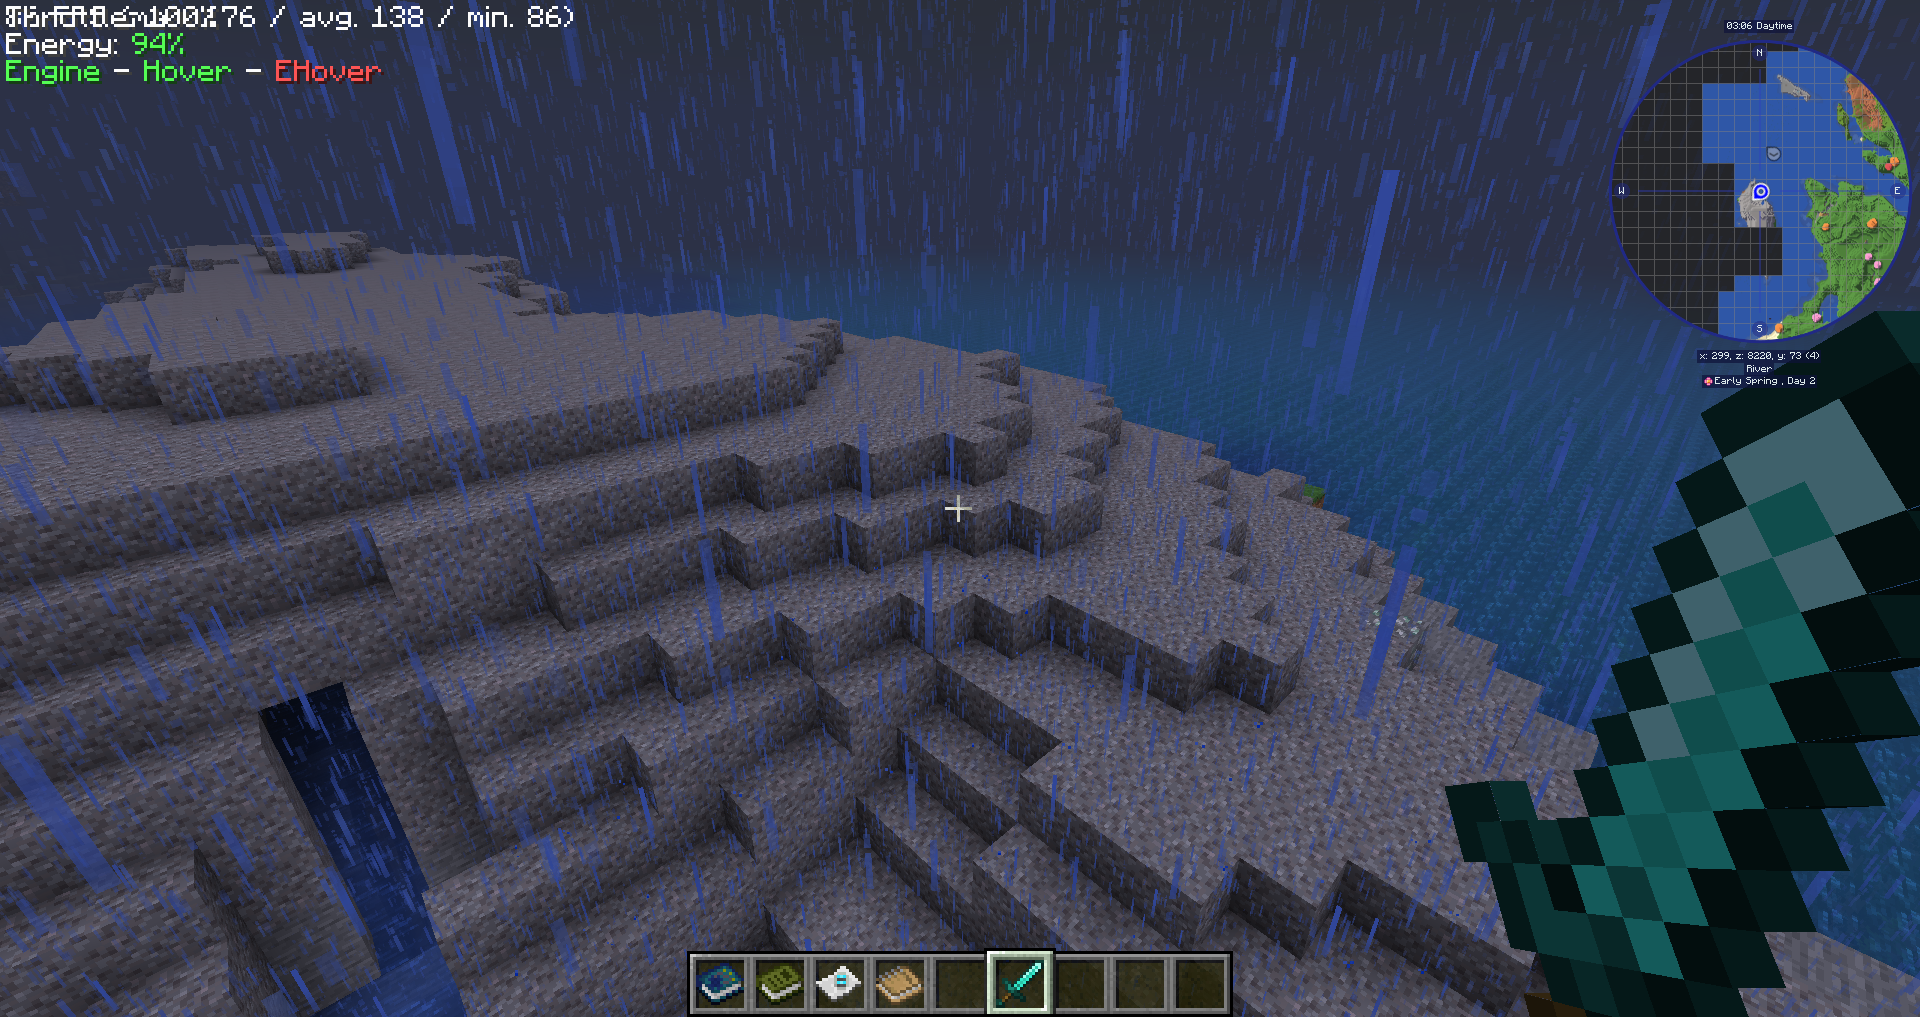 76 / avg. 138 / min. 86)
Energy: 94%
Engine - Hover - EHover
03:06 Daytime
N
W
E
S
x: 299, z: 8220, y: 73 (4)
River
Early Spring , Day 2